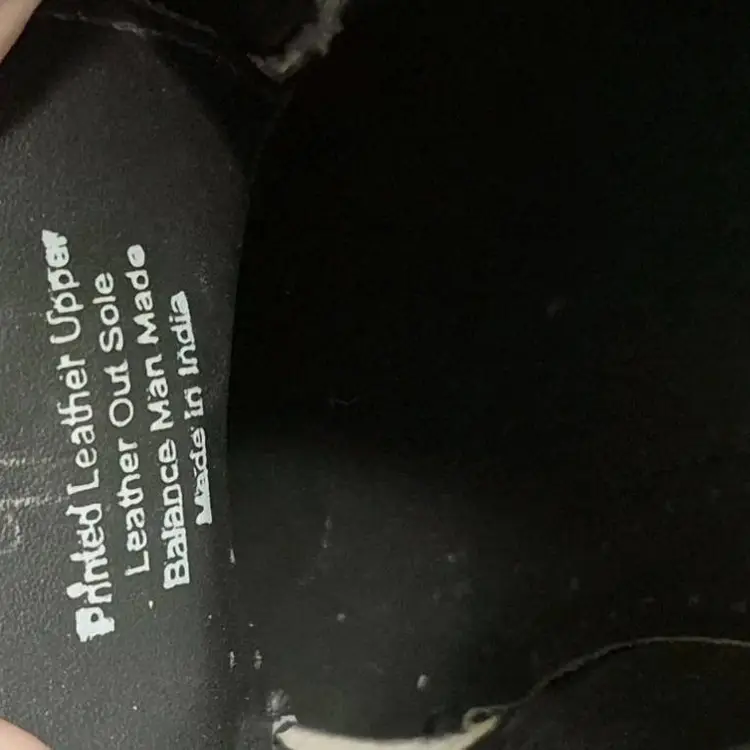 Printed Leather Upper
Leather Out Sole
Balance Man Made
Made In India